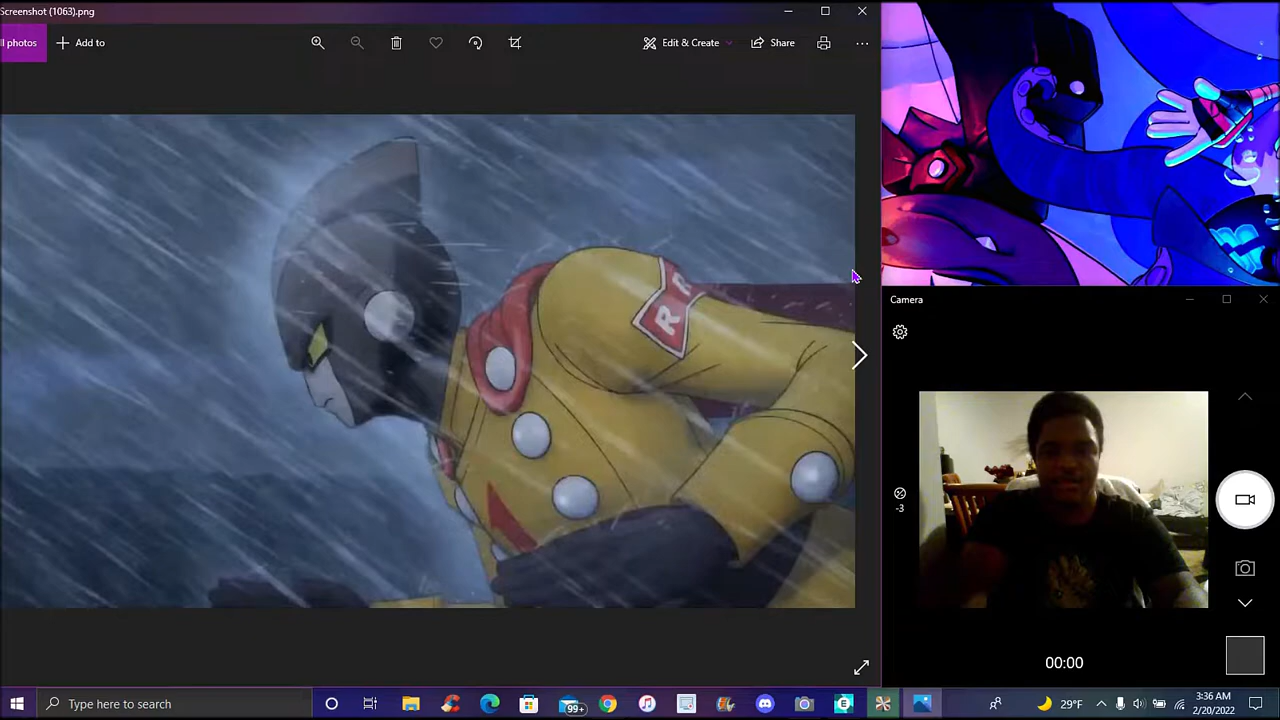 Screenshot (1063).png
ll photos
Add to
Edit & Create
Share
R R
Camera
-3
00:00
Type here to search
99+
E
29°F
3:36 AM
2/20/2022